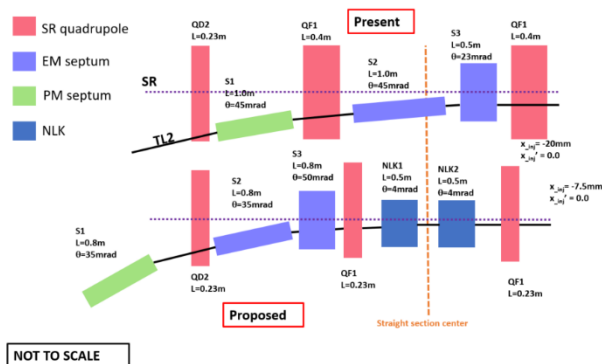 SR quadrupole
EM septum
PM septum
NLK
Present
QD2
L=0.23m
QF1
L=0.4m
S3
L=0.5m
θ=23mrad
QF1
L=0.4m
S2
L=1.0m
θ=45mrad
S1
L=1.0m
θ=45mrad
SR
TL2
x_inj= -20mm
x_inj' = 0.0
S3
L=0.8m
θ=50mrad
S2
L=0.8m
θ=35mrad
NLK1
L=0.5m
θ=4mrad
NLK2
L=0.5m
θ=4mrad
x_inj= -7.5mm
x_inj' = 0.0
S1
L=0.8m
θ=35mrad
QD2
L=0.23m
QF1
L=0.23m
QF1
L=0.23m
Proposed
Straight section center
NOT TO SCALE